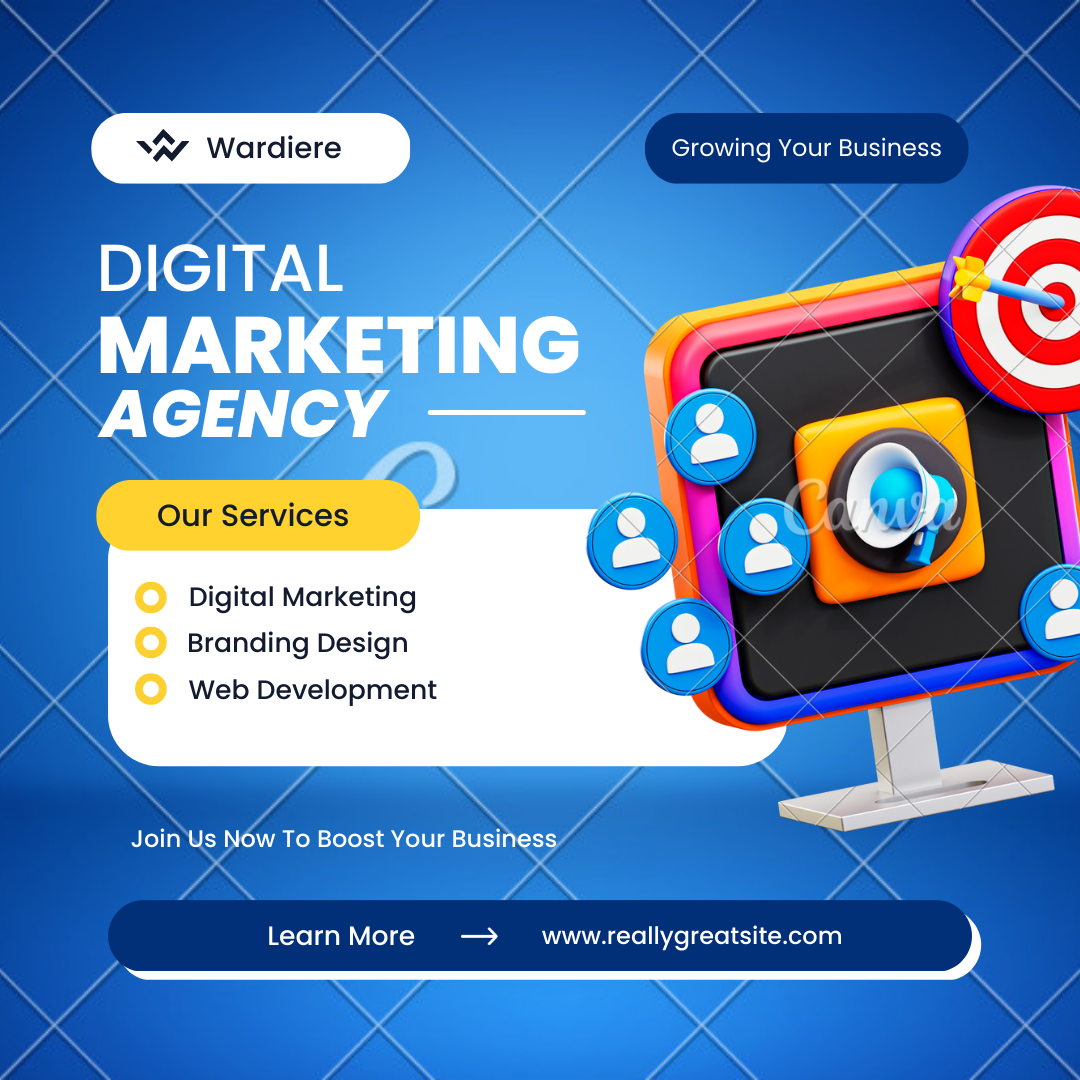 Wardiere
Growing Your Business
DIGITAL
MARKETING
AGENCY
Our Services
Digital Marketing
Branding Design
Web Development
Canva
Join Us Now To Boost Your Business
Learn More → www.reallygreatsite.com